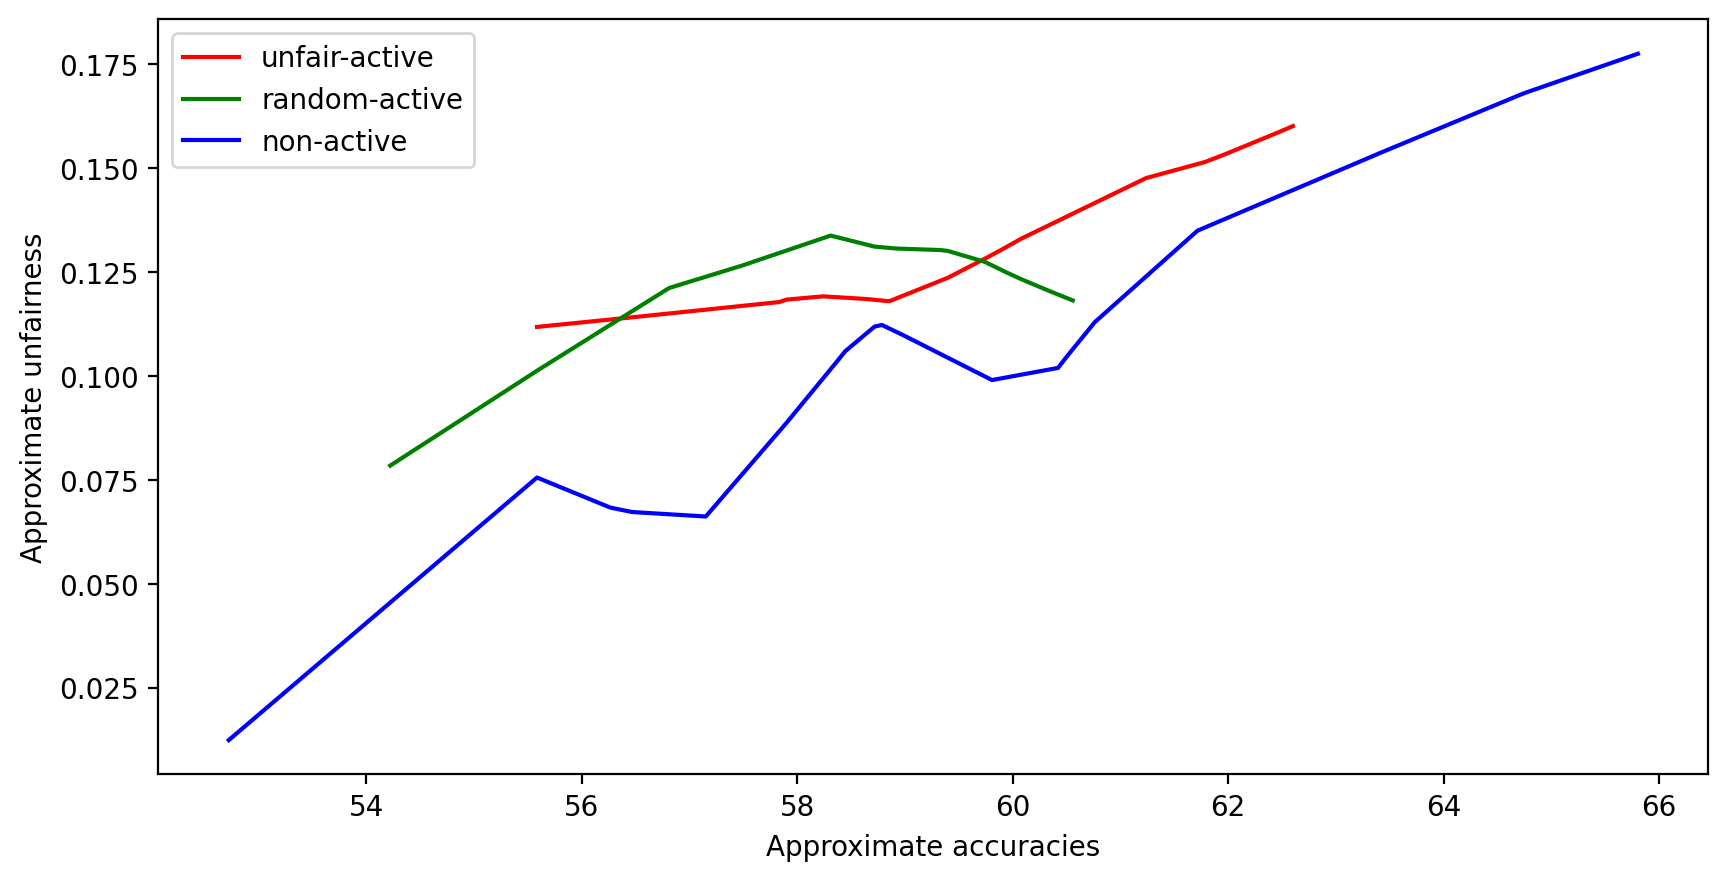 unfair-active
random-active
non-active
0.175
0.150
0.125
0.100
0.075
0.050
0.025
Approximate unfairness
54 56 58 60 62 64 66
Approximate accuracies